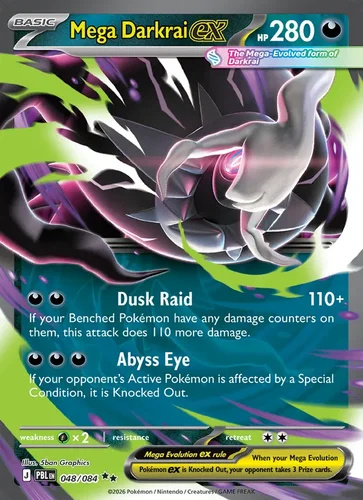 BASIC Mega Darkrai ex HP 280
The Mega-Evolved form of
Darkrai
Dusk Raid 110+
If your Benched Pokémon have any damage counters on
them, this attack does 110 more damage.
Abyss Eye
If your opponent's Active Pokémon is affected by a Special
Condition, it is Knocked Out.
weakness ×2 resistance retreat
Illus. 5ban Graphics
Mega Evolution ex rule When your Mega Evolution
Pokémon ex is Knocked Out, your opponent takes 3 Prize cards.
J PBL EN 048/084
©2026 Pokémon / Nintendo / Creatures / GAME FREAK